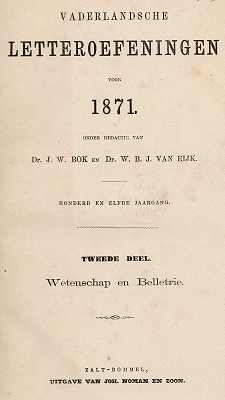 VADERLANDSCHE
LETTEROEFENINGEN
VOOR
1871.
ONDER REDACTIE VAN
Dr. J. W. BOK EN Dr. W. B. J. VAN EIJK.
HONDERD EN ELFDE JAARGANG.
TWEEDE DEEL.
Wetenschap en Belletrie.
ZALT-BOMMEL,
UITGAVE VAN JOH. NOMAN EN ZOON.